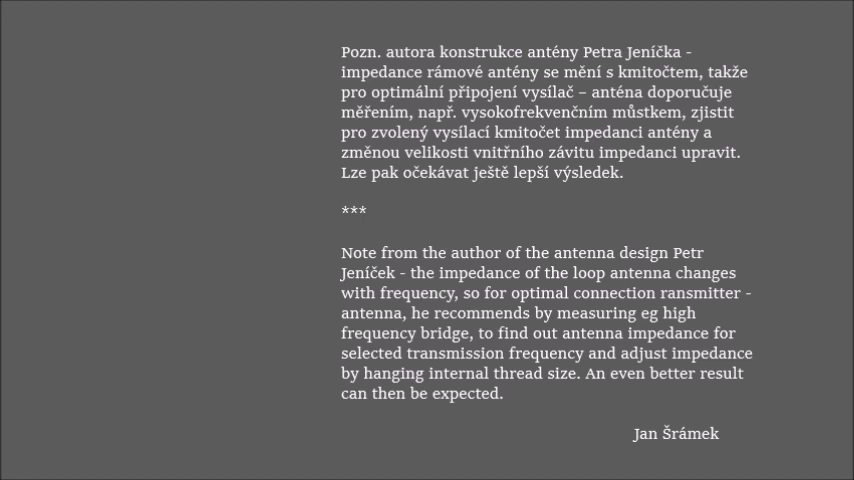 Pozn. autora konstrukce antény Petra Jeníčka -
impedance rámové antény se mění s kmitočtem, takže
pro optimální připojení vysílač – anténa doporučuje
měřením, např. vysokofrekvenčním můstkem, zjistit
pro zvolený vysílací kmitočet impedanci antény a
změnou velikosti vnitřního závitu impedanci upravit.
Lze pak očekávat ještě lepší výsledek.
***
Note from the author of the antenna design Petr
Jeníček - the impedance of the loop antenna changes
with frequency, so for optimal connection ransmitter -
antenna, he recommends by measuring eg high
frequency bridge, to find out antenna impedance for
selected transmission frequency and adjust impedance
by hanging internal thread size. An even better result
can then be expected.
Jan Šrámek